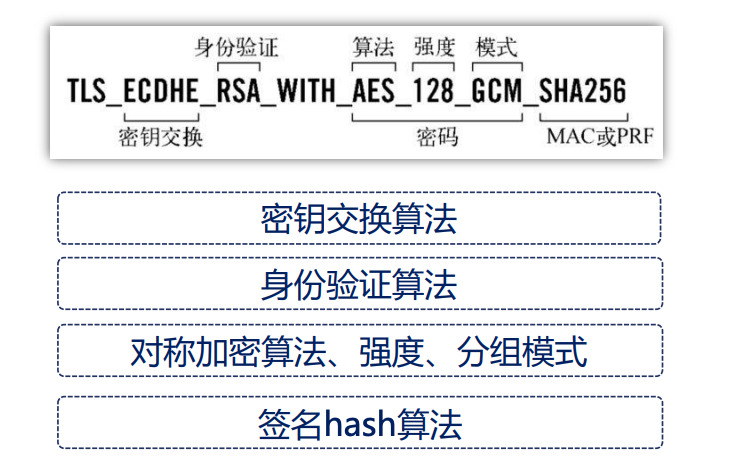 身份验证 算法 强度 模式
TLS_ECDHE_RSA_WITH_AES_128_GCM_SHA256
密钥交换 密码 MAC或PRF
密钥交换算法
身份验证算法
对称加密算法、强度、分组模式
签名hash算法